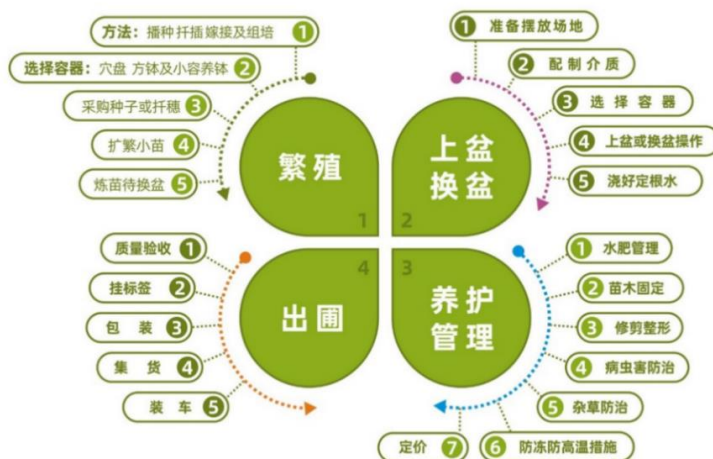 方法：播种 扦插 嫁接及组培 1
选择容器：穴盘 方钵及小容养钵 2
采购种子或扦穗 3
扩繁小苗 4
炼苗待换盆 5
繁殖
1
1 准备摆放场地
2 配制介质
3 选择容器
4 上盆或换盆操作
5 浇好定根水
上盆
换盆
2
质量验收 1
挂标签 2
包装 3
集货 4
装车 5
4
出圃
3
养护
管理
1 水肥管理
2 苗木固定
3 修剪整形
4 病虫害防治
5 杂草防治
6 防冻防高温措施
定价 7